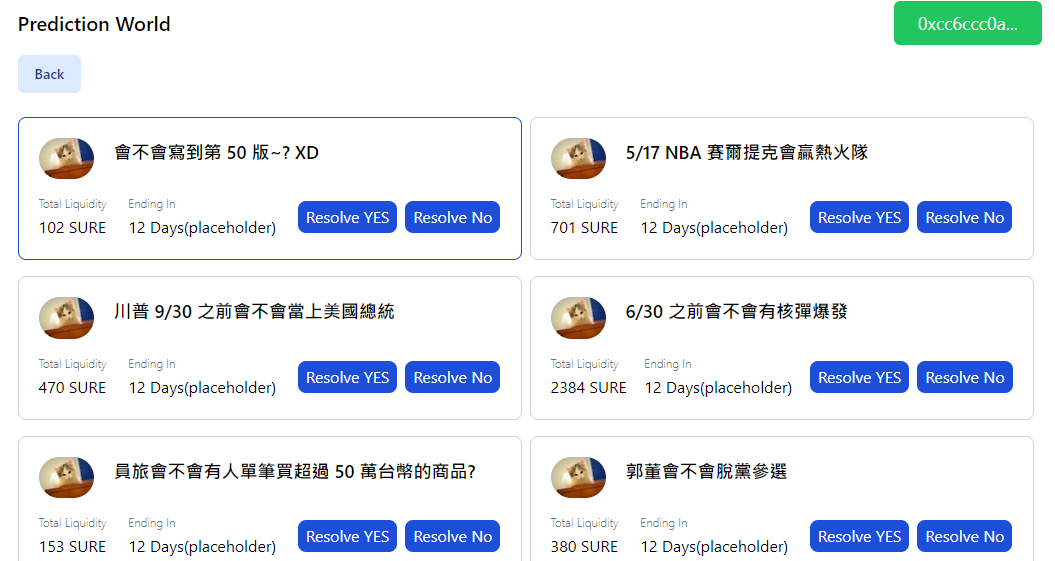 Prediction World
0xcc6ccc0a...
Back
會不會寫到第 50 版~? XD
Total Liquidity
Ending In
102 SURE
12 Days(placeholder)
Resolve YES
Resolve No
5/17 NBA 賽爾提克會贏熱火隊
Total Liquidity
Ending In
701 SURE
12 Days(placeholder)
Resolve YES
Resolve No
川普 9/30 之前會不會當上美國總統
Total Liquidity
Ending In
470 SURE
12 Days(placeholder)
Resolve YES
Resolve No
6/30 之前會不會有核彈爆發
Total Liquidity
Ending In
2384 SURE
12 Days(placeholder)
Resolve YES
Resolve No
員旅會不會有人單筆買超過 50 萬台幣的商品?
Total Liquidity
Ending In
153 SURE
12 Days(placeholder)
Resolve YES
Resolve No
郭董會不會脫黨參選
Total Liquidity
Ending In
380 SURE
12 Days(placeholder)
Resolve YES
Resolve No